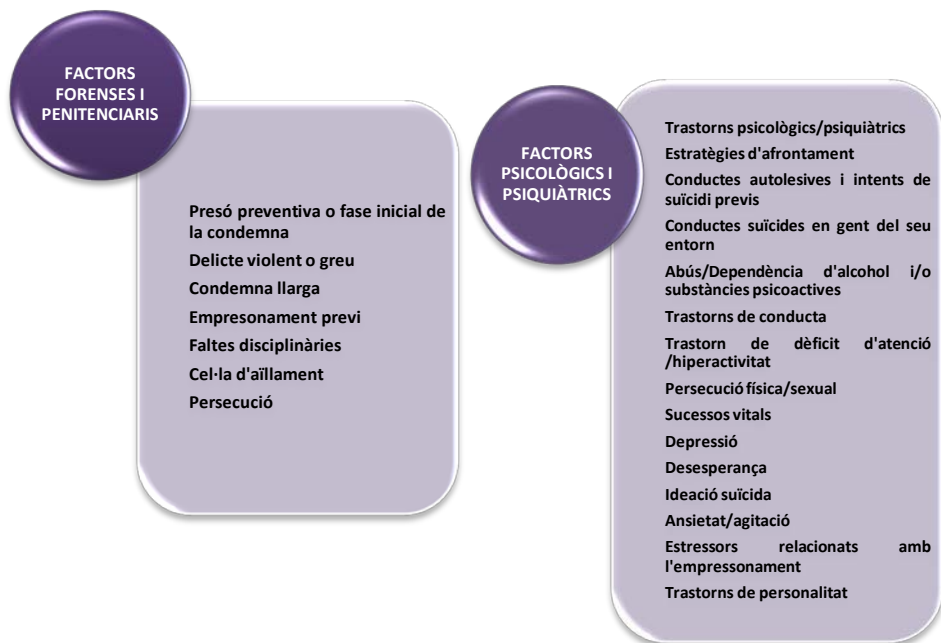 FACTORS
FORENSES I
PENITENCIARIS
Presó preventiva o fase inicial de
la condemna
Delicte violent o greu
Condemna llarga
Empresonament previ
Faltes disciplinàries
Cel·la d'aïllament
Persecució
FACTORS
PSICOLÒGICS I
PSIQUIÀTRICS
Trastorns psicològics/psiquiàtrics
Estratègies d'afrontament
Conductes autolesives i intents de
suïcidi previs
Conductes suïcides en gent del seu
entorn
Abús/Dependència d'alcohol i/o
substàncies psicoactives
Trastorns de conducta
Trastorn de dèficit d'atenció
/hiperactivitat
Persecució física/sexual
Sucessos vitals
Depressió
Desesperança
Ideació suïcida
Ansietat/agitació
Estressors relacionats amb
l'empressonament
Trastorns de personalitat